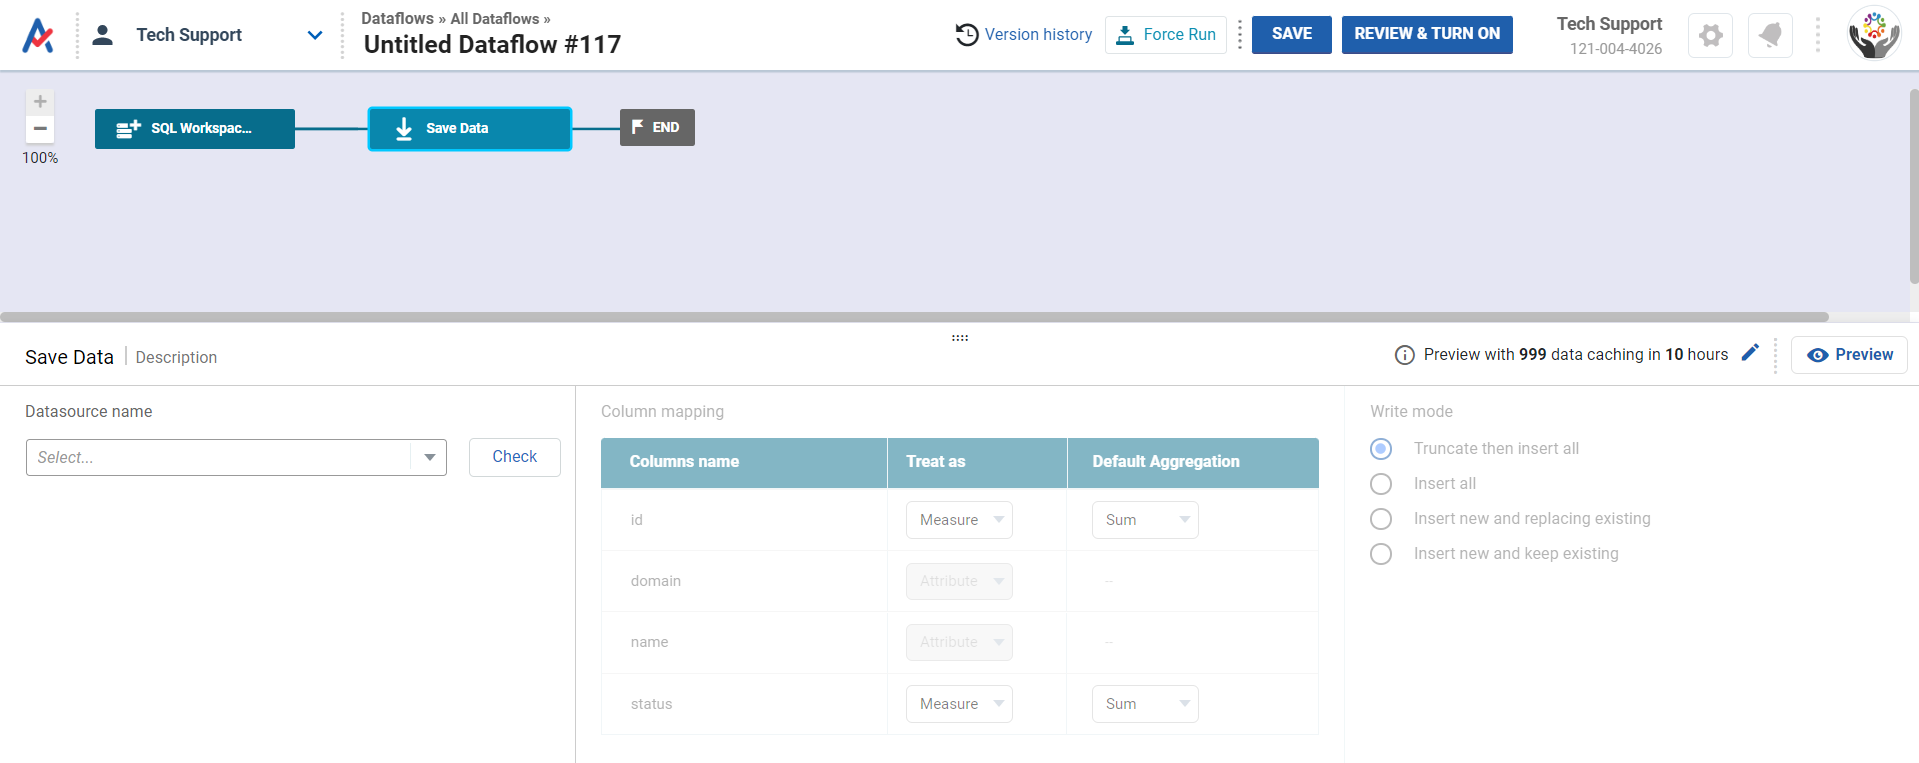 Tech Support
Dataflows » All Dataflows »
Untitled Dataflow #117
Version history
Force Run
SAVE
REVIEW & TURN ON
Tech Support
121-004-4026
100%
SQL Workspac...
Save Data
END
Save Data
Description
Preview with 999 data caching in 10 hours
Preview
Datasource name
Select...
Check
Column mapping
Columns name Treat as Default Aggregation
id Measure Sum
domain Attribute --
name Attribute --
status Measure Sum
Write mode
Truncate then insert all
Insert all
Insert new and replacing existing
Insert new and keep existing